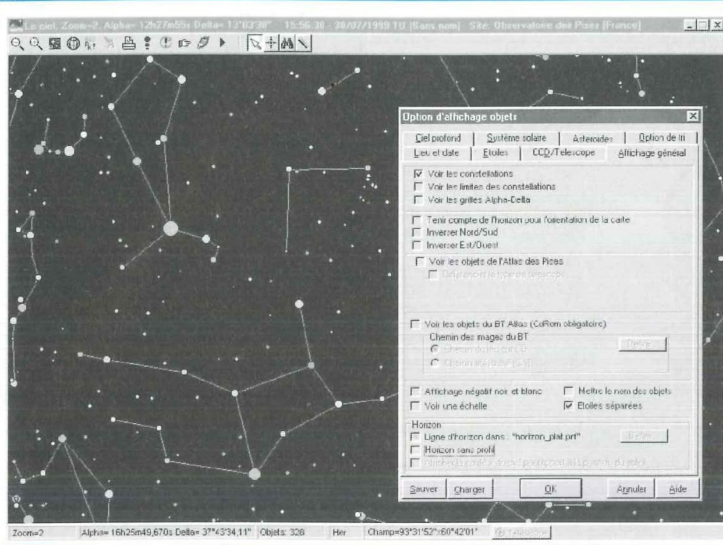 Le ciel Zoom=2 Alpha= 12h27m55s Delta= 13°03'38" 15:56:38 - 30/07/1999 TU (Sans nom) Site: Observatoire des Pises (France)
Option d'affichage objets
Ciel profond Système solaire Asteroides Option de tri
Lieu et date Etoiles CCD/Telescope Affichage général
Voir les constellations
Voir les limites des constellations
Voir les grilles Alpha-Delta
Tenir compte de l'horizon pour l'orientation de la carte
Inverser Nord/Sud
Inverser Est/Ouest
Voir les objets de l'Atlas des Pises
Voir les objets du BT Atlas (CdRom obligatoire)
Chemin des images du BT
Affichage négatif noir et blanc Mettre le nom des objets
Voir une échelle Etoiles séparées
Horizon
Ligne d'horizon dans : "horizon_plat.prf"
Horizon sans profil
Sauver Charger OK Annuler Aide
Zoom=2 Alpha= 16h25m49,670s Delta= 37°43'34,11" Objets: 328 Her Champ=93°31'52"x60°42'01"